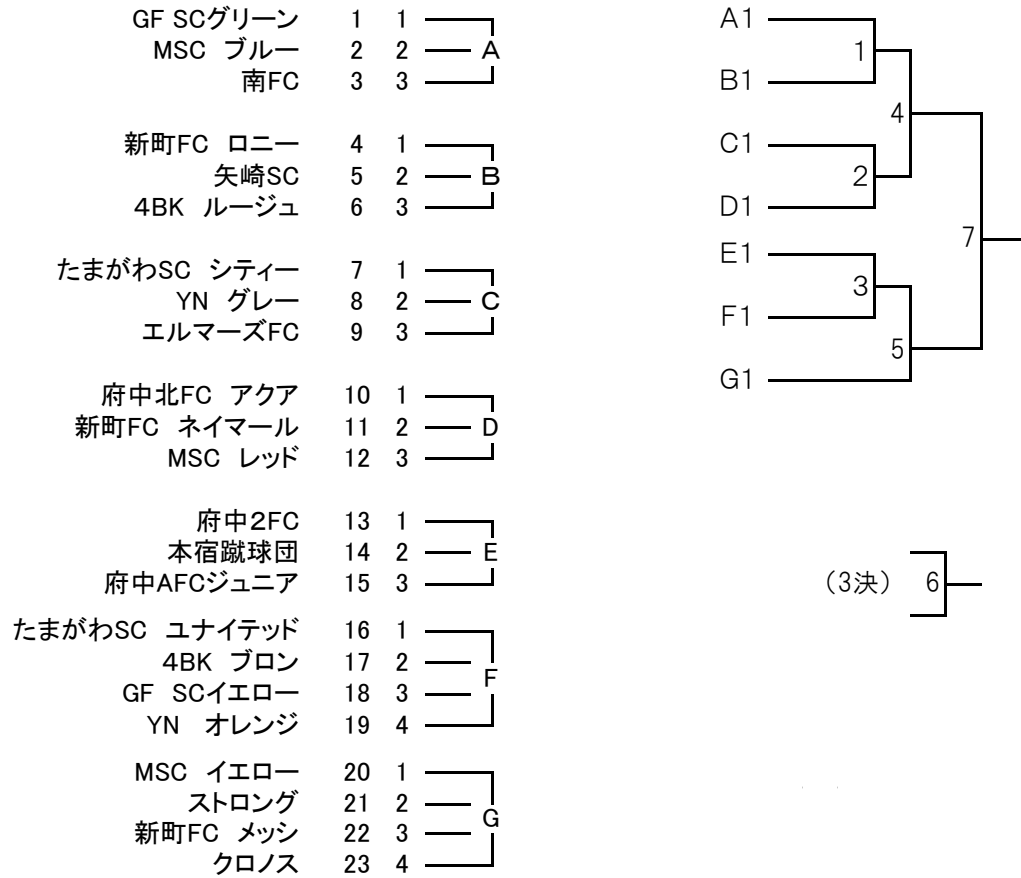 GF SCグリーン 1 1
MSC ブルー 2 2 A
南FC 3 3
新町FC ロニー 4 1
矢崎SC 5 2 B
4BK ルージュ 6 3
たまがわSC シティー 7 1
YN グレー 8 2 C
エルマーズFC 9 3
府中北FC アクア 10 1
新町FC ネイマール 11 2 D
MSC レッド 12 3
府中2FC 13 1
本宿蹴球団 14 2 E
府中AFCジュニア 15 3
たまがわSC ユナイテッド 16 1
4BK ブロン 17 2
F
GF SCイエロー 18 3
YN オレンジ 19 4
MSC イエロー 20 1
ストロング 21 2
G
新町FC メッシ 22 3
クロノス 23 4
A1
1
B1
4
C1
2
D1
7
E1
3
F1
5
G1
(3決) 6